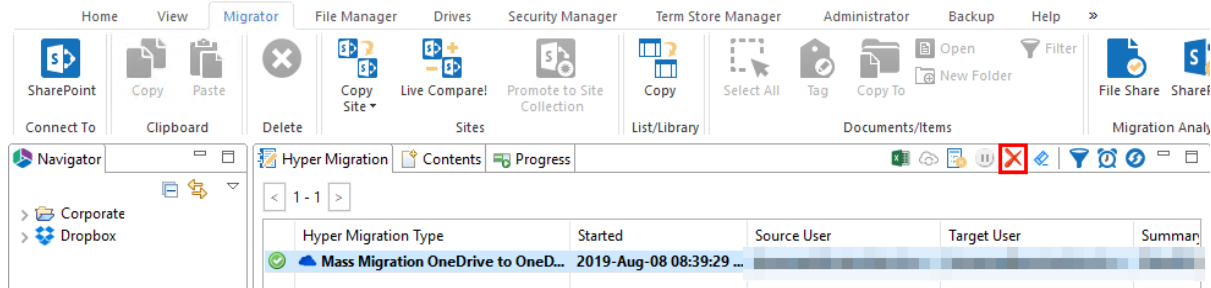 Home View Migrator File Manager Drives Security Manager Term Store Manager Administrator Backup Help »
SharePoint
Copy
Paste
Copy Site
Live Compare!
Promote to Site Collection
Copy
Select All
Tag
Copy To
Open
New Folder
Filter
File Share
ShareP
Connect To
Clipboard
Delete
Sites
List/Library
Documents/Items
Migration Analy
Navigator
Hyper Migration
Contents
Progress
Corporate
Dropbox
< 1 - 1 >
Hyper Migration Type Started Source User Target User Summary
Mass Migration OneDrive to OneD... 2019-Aug-08 08:39:29 ...